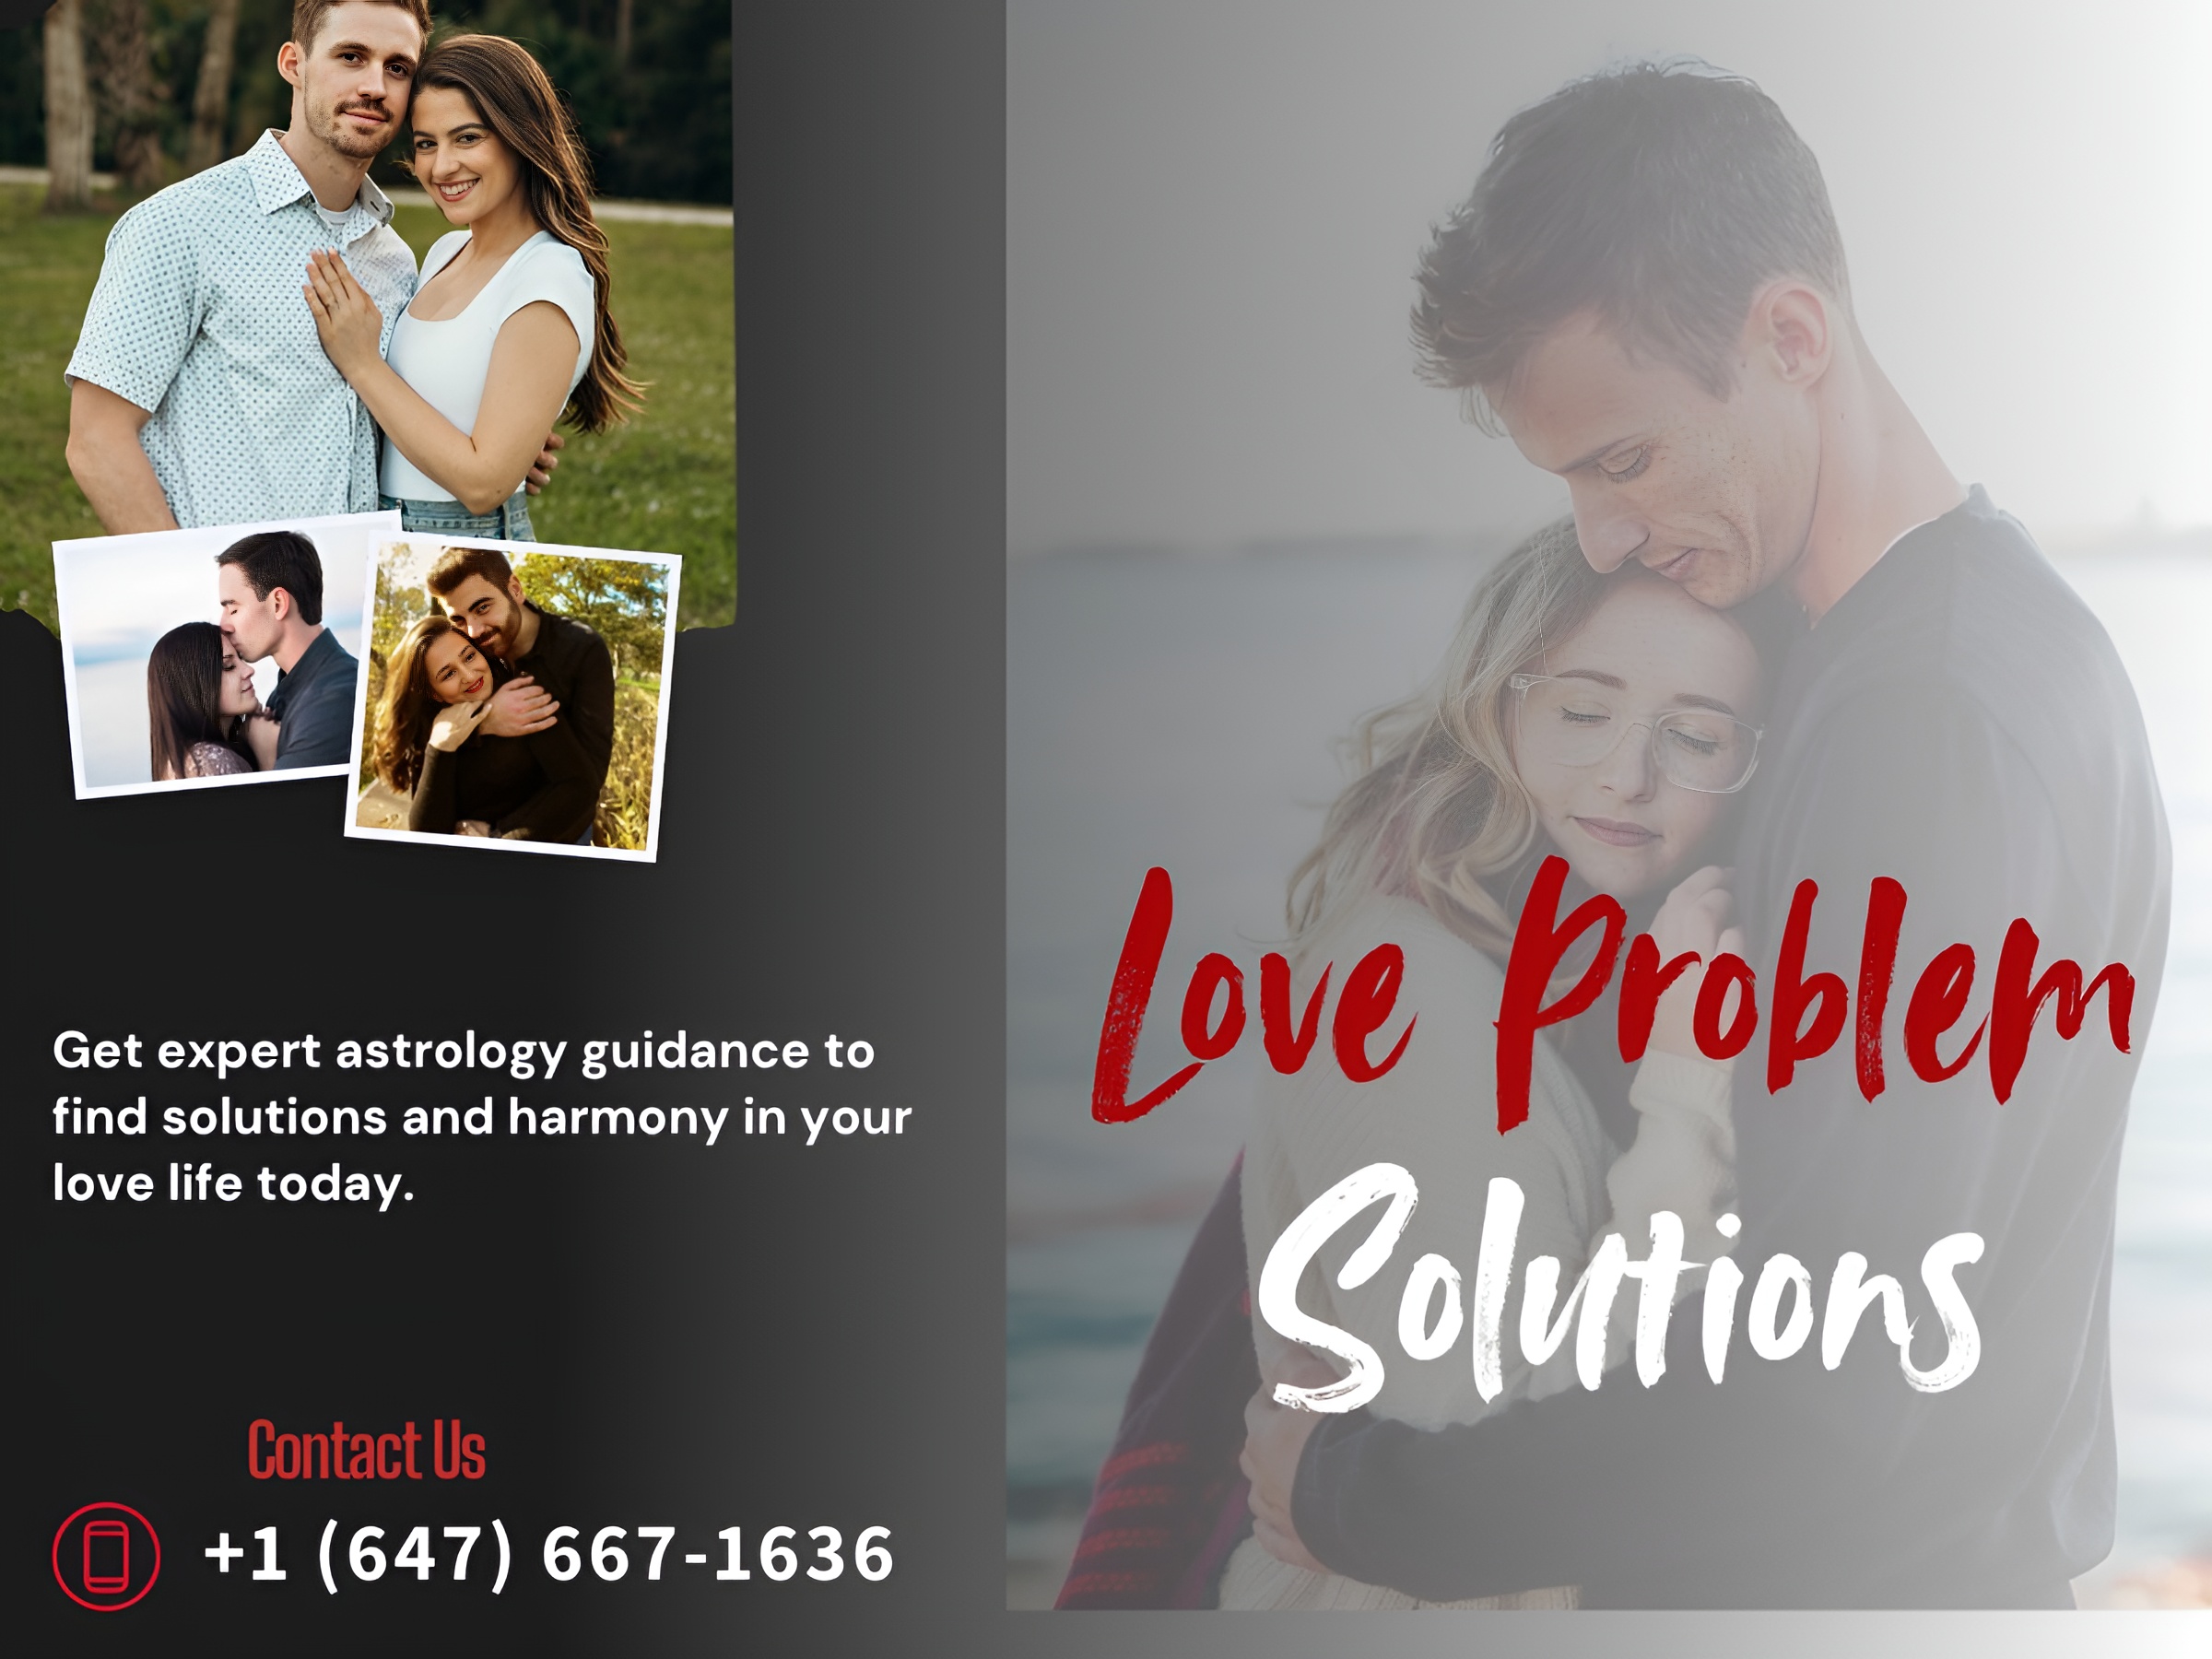 Love Problem
Solutions
Get expert astrology guidance to
find solutions and harmony in your
love life today.
Contact Us
+1 (647) 667-1636